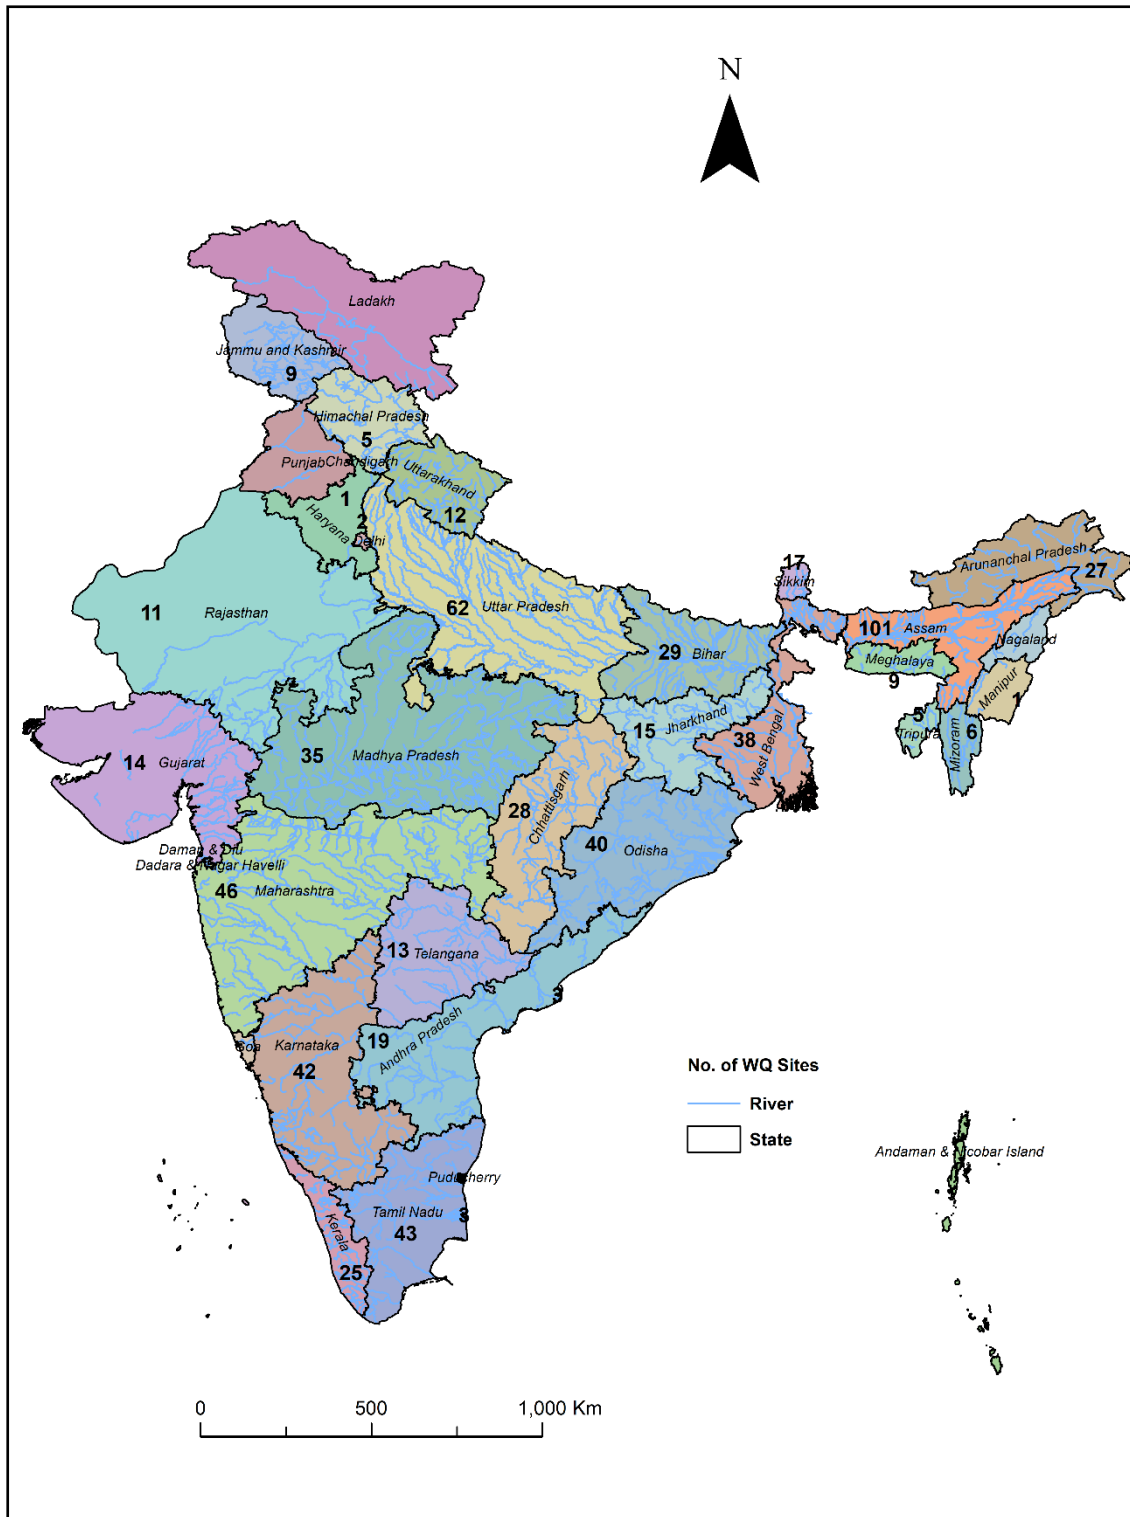 N
Ladakh
Jammu and Kashmir
9
Himachal Pradesh
5
Punjab
Chandigarh
Uttarakhand
12
1
Haryana
2
Delhi
11
Rajasthan
62
Uttar Pradesh
17
Sikkim
Arunanchal Pradesh
27
101
Assam
Nagaland
Meghalaya
9
Manipur
1
29
Bihar
5
Tripura
Mizoram
6
15
Jharkhand
38
West Bengal
14
Gujarat
35
Madhya Pradesh
28
Chhattisgarh
40
Odisha
Daman & Diu
1
Dadara & Nagar Havelli
46
Maharashtra
13
Telangana
3
Goa
Karnataka
42
19
Andhra Pradesh
No. of WQ Sites
River
State
Andaman & Nicobar Island
Puducherry
Tamil Nadu
3
43
Kerala
25
0
500
1,000 Km